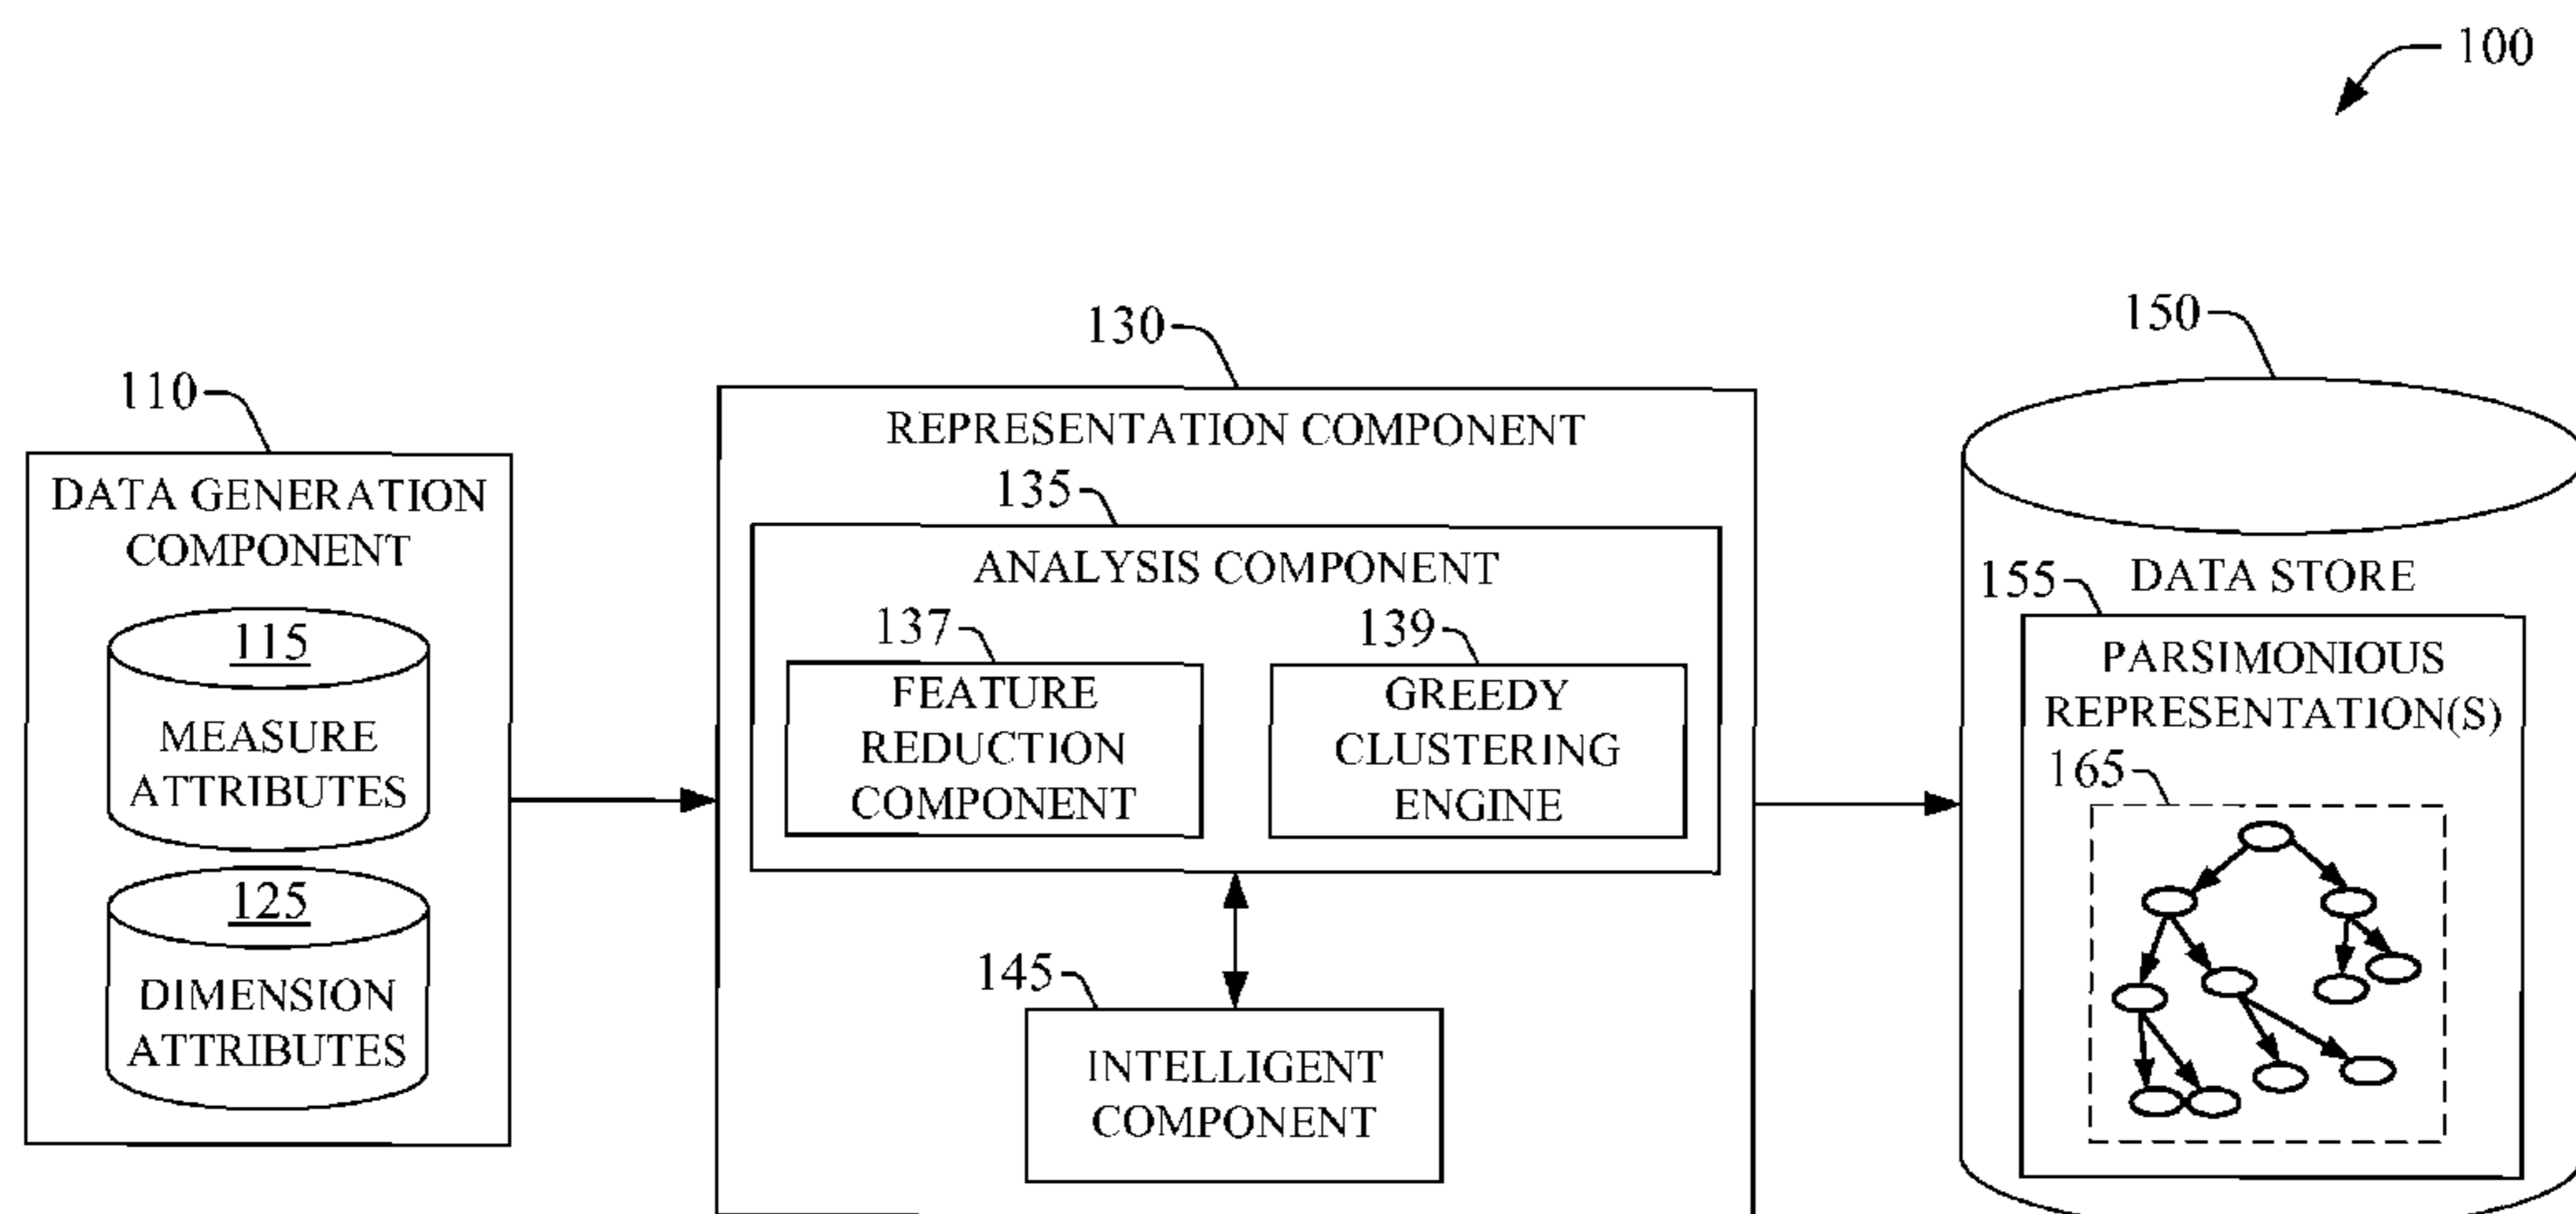 100
110
DATA GENERATION
COMPONENT
115
MEASURE
ATTRIBUTES
125
DIMENSION
ATTRIBUTES
130
REPRESENTATION COMPONENT
135
ANALYSIS COMPONENT
137
FEATURE
REDUCTION
COMPONENT
139
GREEDY
CLUSTERING
ENGINE
145
INTELLIGENT
COMPONENT
150
DATA STORE
155
PARSIMONIOUS
REPRESENTATION(S)
165